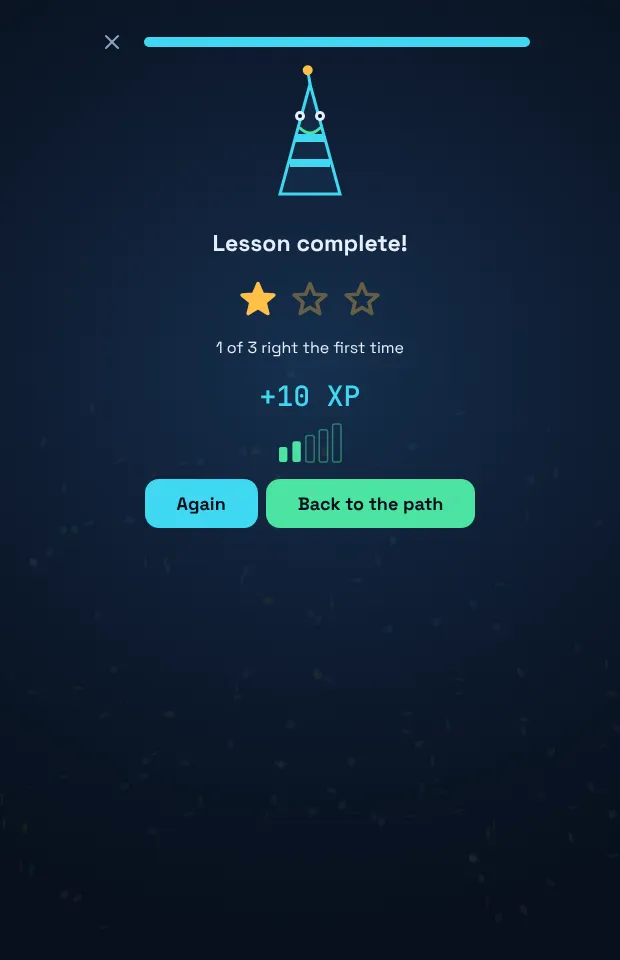 Lesson complete!
1 of 3 right the first time
+10 XP
Again
Back to the path